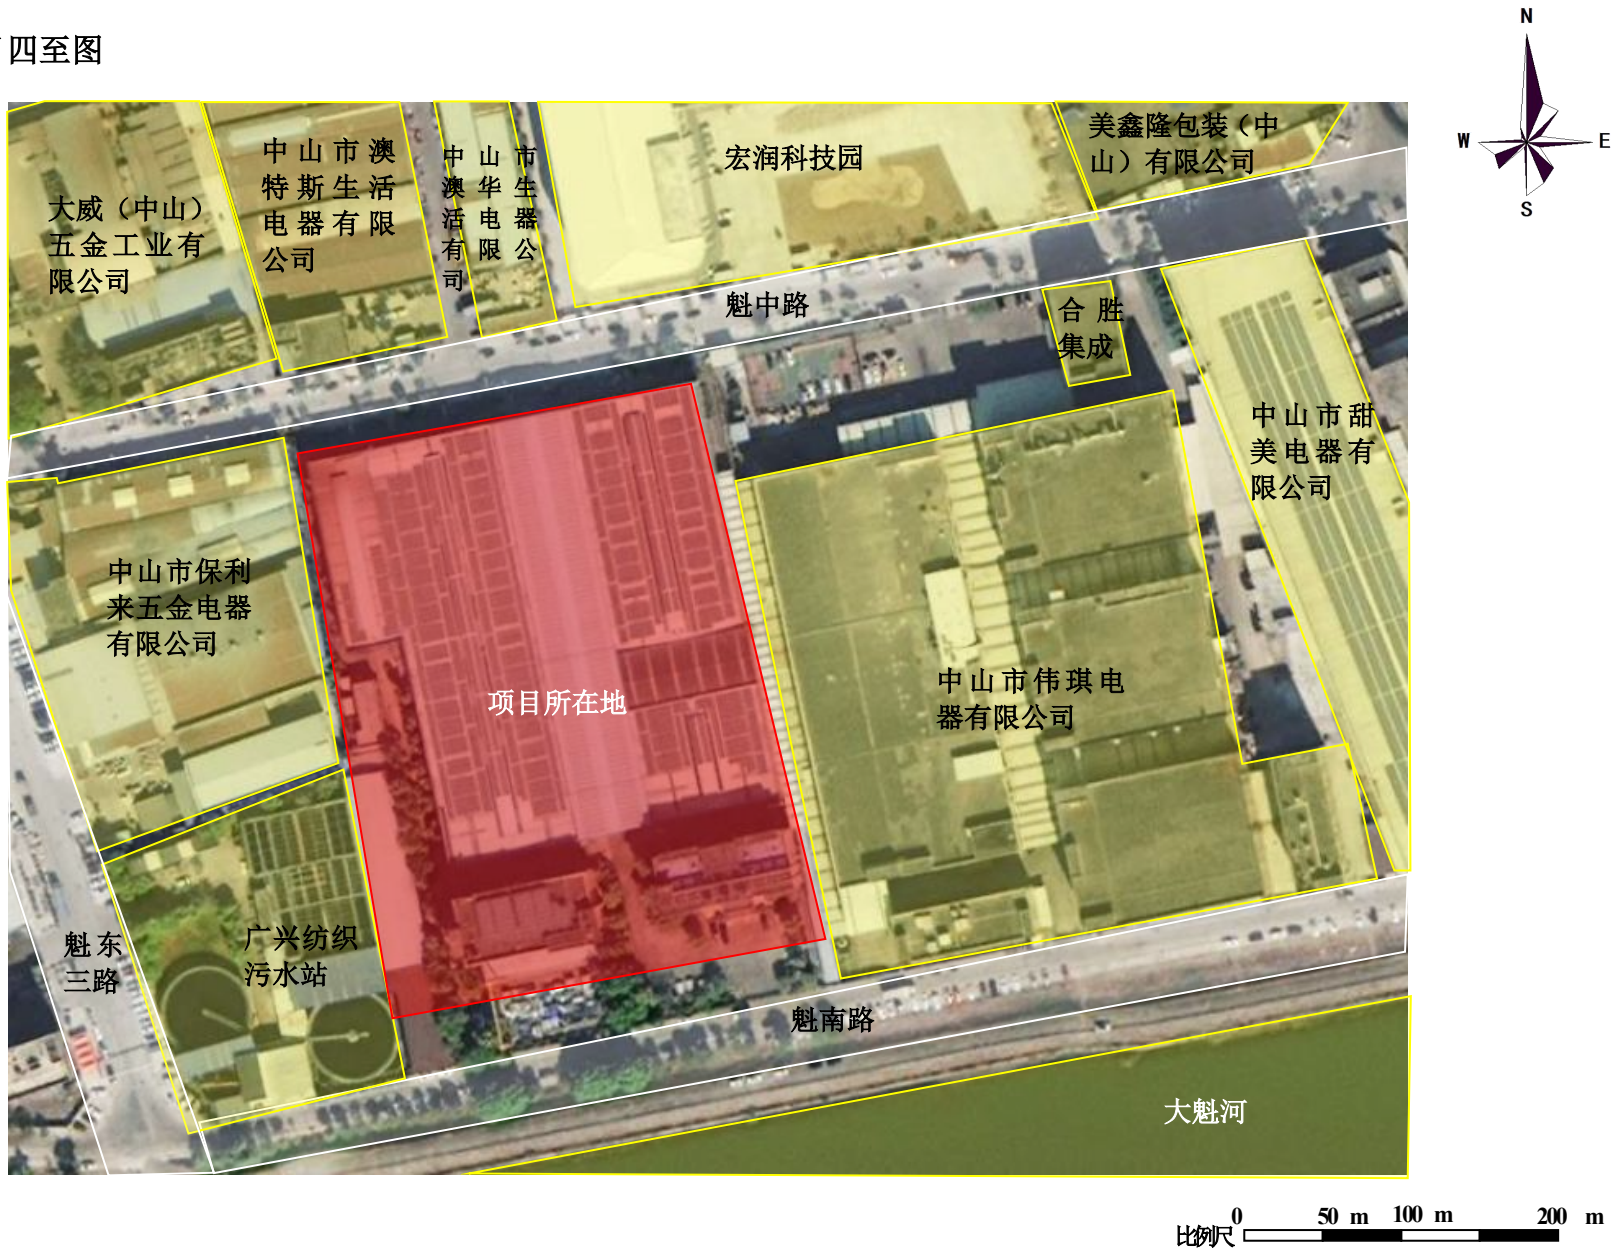 四至图
N
W
E
S
大威（中山）
五金工业有
限公司
中山市澳
特斯生活
电器有限
公司
中山市
澳华生
活电器
有限公
司
宏润科技园
美鑫隆包装（中
山）有限公司
魁中路
合胜
集成
中山市甜
美电器有
限公司
中山市保利
来五金电器
有限公司
项目所在地
中山市伟琪电
器有限公司
魁东
三路
广兴纺织
污水站
魁南路
大魁河
比例尺
0 50 m 100 m 200 m